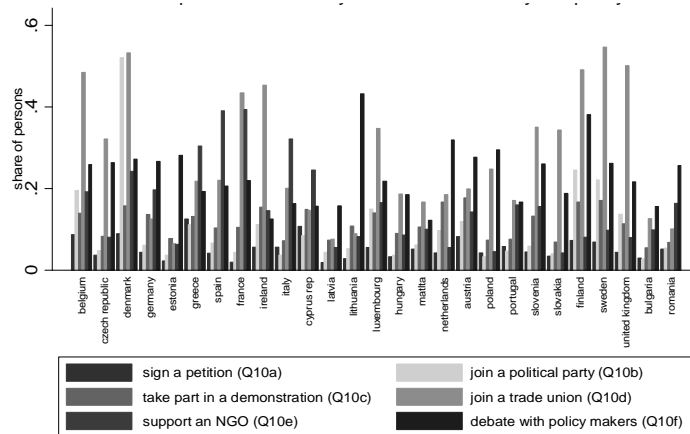 .6
.4
.2
0
share of persons
belgium
czech republic
denmark
germany
estonia
greece
spain
france
ireland
italy
cyprus rep
latvia
lithuania
luxembourg
hungary
maltta
netherlands
austria
poland
portugal
slovenia
slovakia
finland
sweden
united kingdom
bulgaria
romania
sign a petition (Q10a)
join a political party (Q10b)
take part in a demonstration (Q10c)
join a trade union (Q10d)
support an NGO (Q10e)
debate with policy makers (Q10f)